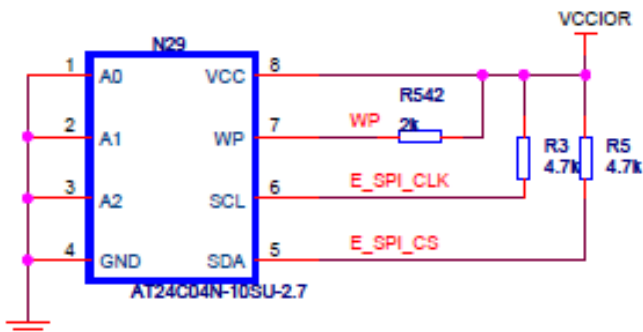 VCCIOR
N29
1 A0 VCC 8
R542
2 A1 WP 7 WP 2k
R3 R5
4.7k 4.7k
3 A2 SCL 6 E_SPI_CLK
4 GND SDA 5 E_SPI_CS
AT24C04N-10SU-2.7